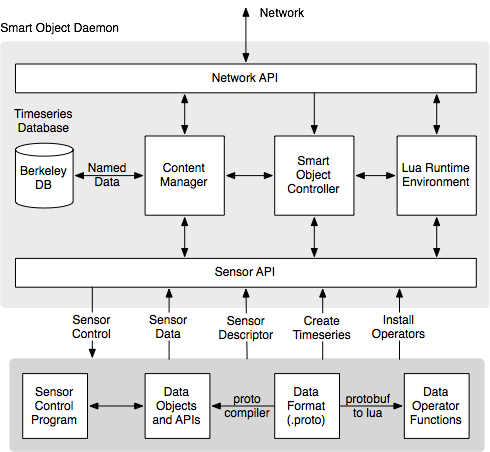 Network
Smart Object Daemon
Network API
Timeseries
Database
Berkeley
DB
Named
Data
Content
Manager
Smart
Object
Controller
Lua Runtime
Environment
Sensor API
Sensor
Control
Sensor
Data
Sensor
Descriptor
Create
Timeseries
Install
Operators
Sensor
Control
Program
Data
Objects
and APIs
proto
compiler
Data
Format
(.proto)
protobuf
to lua
Data
Operator
Functions